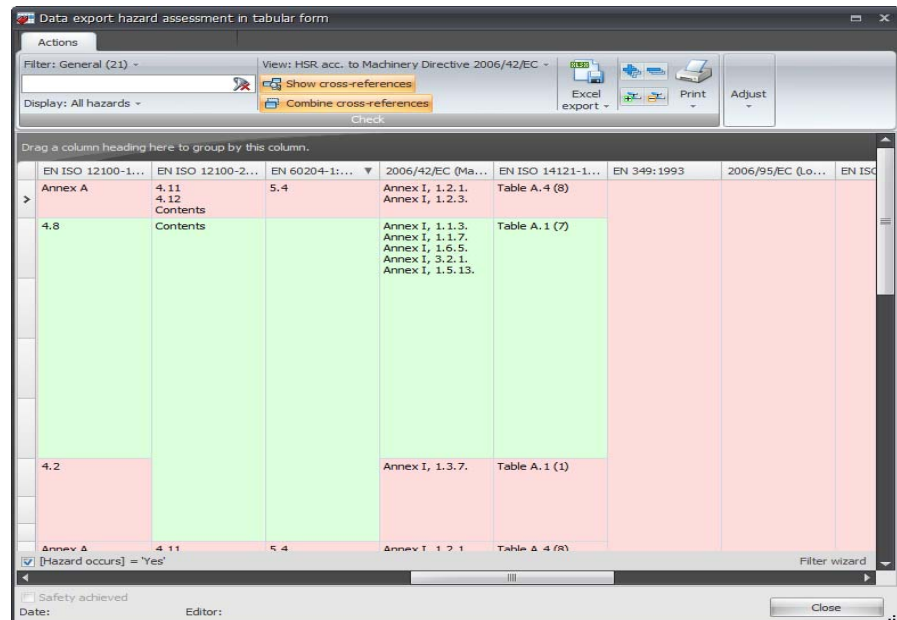 Data export hazard assessment in tabular form
Actions
Filter: General (21)
View: HSR acc. to Machinery Directive 2006/42/EC
Show cross-references
Display: All hazards
Combine cross-references
Excel
export
Print
Adjust
Check
Drag a column heading here to group by this column.
EN ISO 12100-1... EN ISO 12100-2... EN 60204-1:... 2006/42/EC (Ma... EN ISO 14121-1... EN 349:1993 2006/95/EC (Lo... EN ISO
Annex A 4.11 5.4 Annex I, 1.2.1. Table A.4 (8)
4.12 Annex I, 1.2.3.
Contents
4.8 Contents Annex I, 1.1.3. Table A.1 (7)
Annex I, 1.1.7.
Annex I, 1.6.5.
Annex I, 3.2.1.
Annex I, 1.5.13.
4.2 Annex I, 1.3.7. Table A.1 (1)
Annex A 4.11 5.4 Annex I, 1.2.1. Table A.4 (8)
[Hazard occurs] = 'Yes' Filter wizard
Safety achieved
Date: Editor: Close